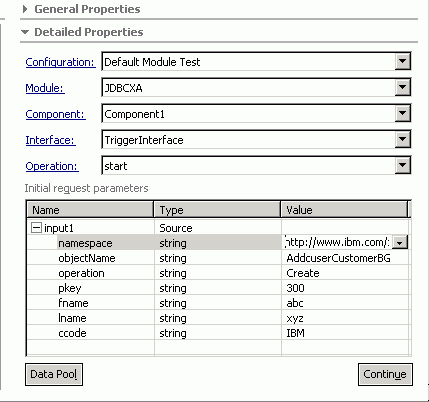 General Properties
Detailed Properties
Configuration: Default Module Test
Module: JDBCXA
Component: Component1
Interface: TriggerInterface
Operation: start
Initial request parameters
Name Type Value
input1 Source
namespace string http://www.ibm.com/
objectName string AddcuserCustomerBG
operation string Create
pkey string 300
fname string abc
lname string xyz
ccode string IBM
Data Pool Continue